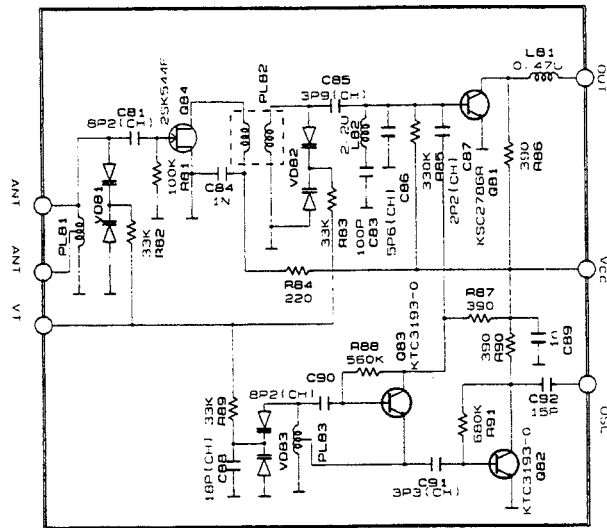 L81
0.47U
OUT
PL82
C85
3P9(CH)
2SK544F
Q84
C81
8P2(CH)
100K
R81
C84
1N
VD82
2.2U
L82
C83
100P
5P6(CH)
C86
330K
R85
2P2(CH)
C87
Q81
KSC2786R
390
R86
ANT
PL81
VD81
33K
R82
33K
R83
ANT
VT
R84
220
Vcc
R87
390
390
R90
1n
C89
R88
560K
Q83
KTC3193-O
C90
8P2(CH)
33K
R89
18P(CH)
C88
VD83
PL83
C91
3P3(CH)
680K
R91
C92
15P
OSC
Q82
KTC3193-O